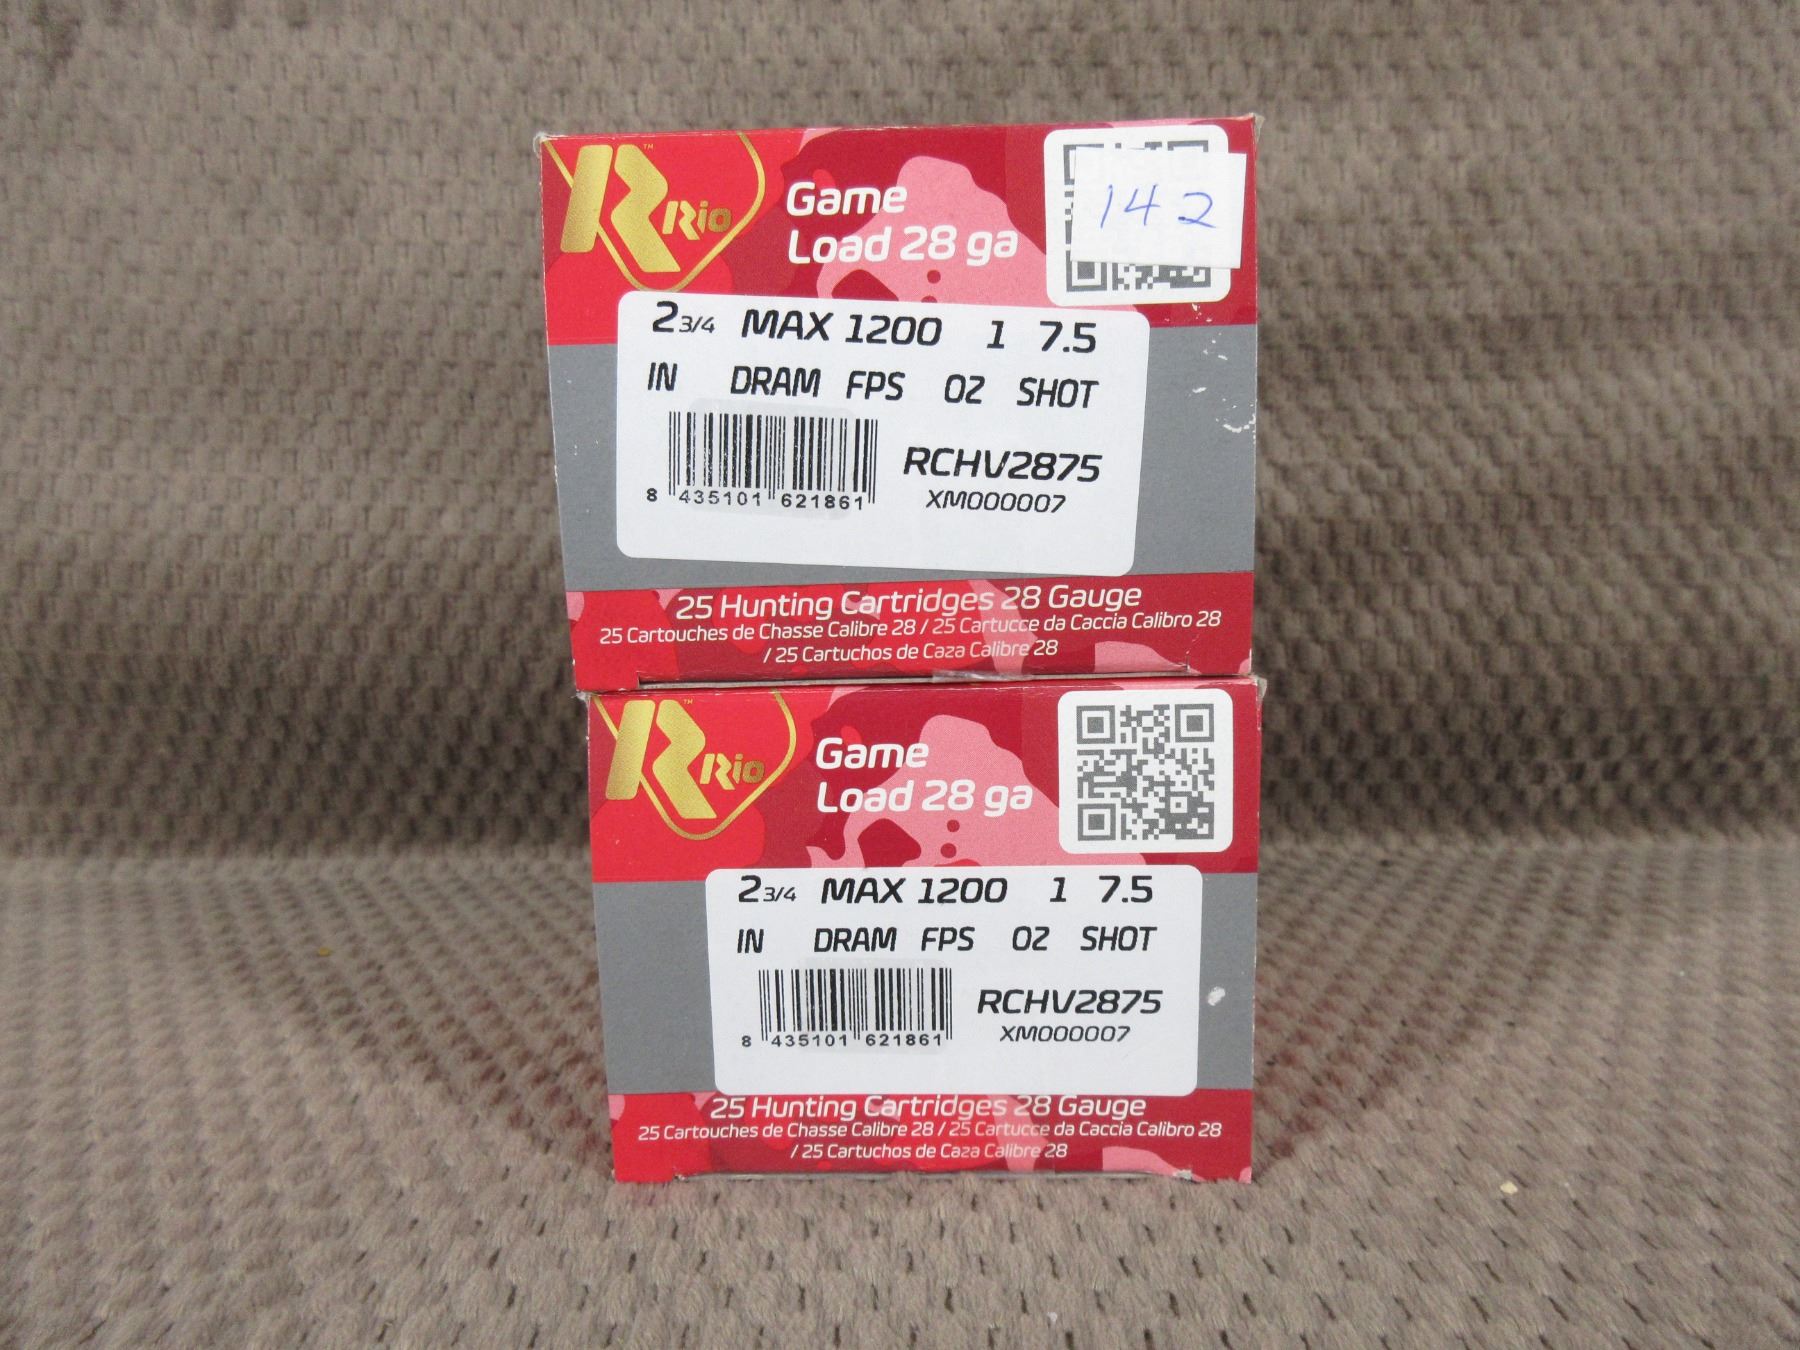 R™ Rio
Game
Load 28 ga
142
2 3/4 MAX 1200 1 7.5
IN DRAM FPS OZ SHOT
RCHV2875
XM000007
8 435101 621861
25 Hunting Cartridges 28 Gauge
25 Cartouches de Chasse Calibre 28 / 25 Cartucce da Caccia Calibro 28
/ 25 Cartuchos de Caza Calibre 28
R™ Rio
Game
Load 28 ga
2 3/4 MAX 1200 1 7.5
IN DRAM FPS OZ SHOT
RCHV2875
XM000007
8 435101 621861
25 Hunting Cartridges 28 Gauge
25 Cartouches de Chasse Calibre 28 / 25 Cartucce da Caccia Calibro 28
/ 25 Cartuchos de Caza Calibre 28